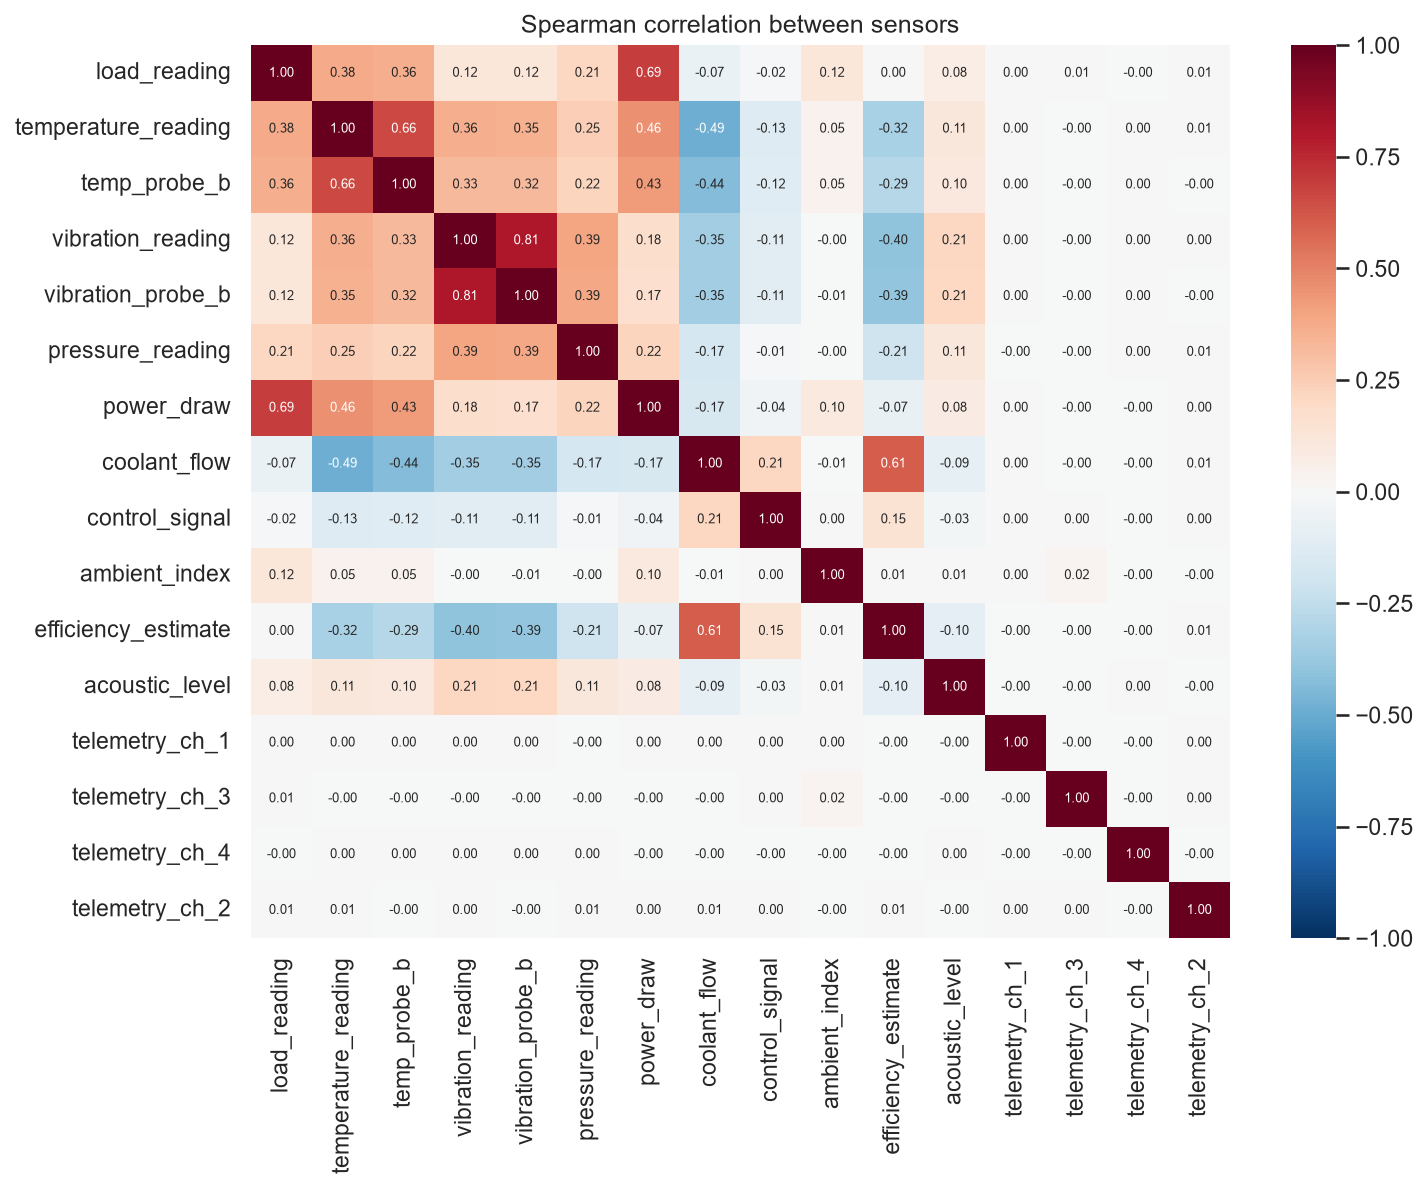 Spearman correlation between sensors
load_reading 1.00 0.38 0.36 0.12 0.12 0.21 0.69 -0.07 -0.02 0.12 0.00 0.08 0.00 0.01 -0.00 0.01
temperature_reading 0.38 1.00 0.66 0.36 0.35 0.25 0.46 -0.49 -0.13 0.05 -0.32 0.11 0.00 -0.00 0.00 0.01
temp_probe_b 0.36 0.66 1.00 0.33 0.32 0.22 0.43 -0.44 -0.12 0.05 -0.29 0.10 0.00 -0.00 0.00 -0.00
vibration_reading 0.12 0.36 0.33 1.00 0.81 0.39 0.18 -0.35 -0.11 -0.00 -0.40 0.21 0.00 -0.00 0.00 0.00
vibration_probe_b 0.12 0.35 0.32 0.81 1.00 0.39 0.17 -0.35 -0.11 -0.01 -0.39 0.21 0.00 -0.00 0.00 -0.00
pressure_reading 0.21 0.25 0.22 0.39 0.39 1.00 0.22 -0.17 -0.01 -0.00 -0.21 0.11 -0.00 -0.00 0.00 0.01
power_draw 0.69 0.46 0.43 0.18 0.17 0.22 1.00 -0.17 -0.04 0.10 -0.07 0.08 0.00 -0.00 -0.00 0.00
coolant_flow -0.07 -0.49 -0.44 -0.35 -0.35 -0.17 -0.17 1.00 0.21 -0.01 0.61 -0.09 0.00 -0.00 -0.00 0.01
control_signal -0.02 -0.13 -0.12 -0.11 -0.11 -0.01 -0.04 0.21 1.00 0.00 0.15 -0.03 0.00 0.00 -0.00 0.00
ambient_index 0.12 0.05 0.05 -0.00 -0.01 -0.00 0.10 -0.01 0.00 1.00 0.01 0.01 0.00 0.02 -0.00 -0.00
efficiency_estimate 0.00 -0.32 -0.29 -0.40 -0.39 -0.21 -0.07 0.61 0.15 0.01 1.00 -0.10 -0.00 -0.00 -0.00 0.01
acoustic_level 0.08 0.11 0.10 0.21 0.21 0.11 0.08 -0.09 -0.03 0.01 -0.10 1.00 -0.00 -0.00 0.00 -0.00
telemetry_ch_1 0.00 0.00 0.00 0.00 0.00 -0.00 0.00 0.00 0.00 0.00 -0.00 -0.00 1.00 -0.00 -0.00 0.00
telemetry_ch_3 0.01 -0.00 -0.00 -0.00 -0.00 -0.00 -0.00 -0.00 0.00 0.02 -0.00 -0.00 -0.00 1.00 -0.00 0.00
telemetry_ch_4 -0.00 0.00 0.00 0.00 0.00 0.00 -0.00 -0.00 -0.00 -0.00 -0.00 0.00 -0.00 -0.00 1.00 -0.00
telemetry_ch_2 0.01 0.01 -0.00 0.00 -0.00 0.01 0.00 0.01 0.00 -0.00 0.01 -0.00 0.00 0.00 -0.00 1.00
load_reading
temperature_reading
temp_probe_b
vibration_reading
vibration_probe_b
pressure_reading
power_draw
coolant_flow
control_signal
ambient_index
efficiency_estimate
acoustic_level
telemetry_ch_1
telemetry_ch_3
telemetry_ch_4
telemetry_ch_2
1.00
0.75
0.50
0.25
0.00
−0.25
−0.50
−0.75
−1.00